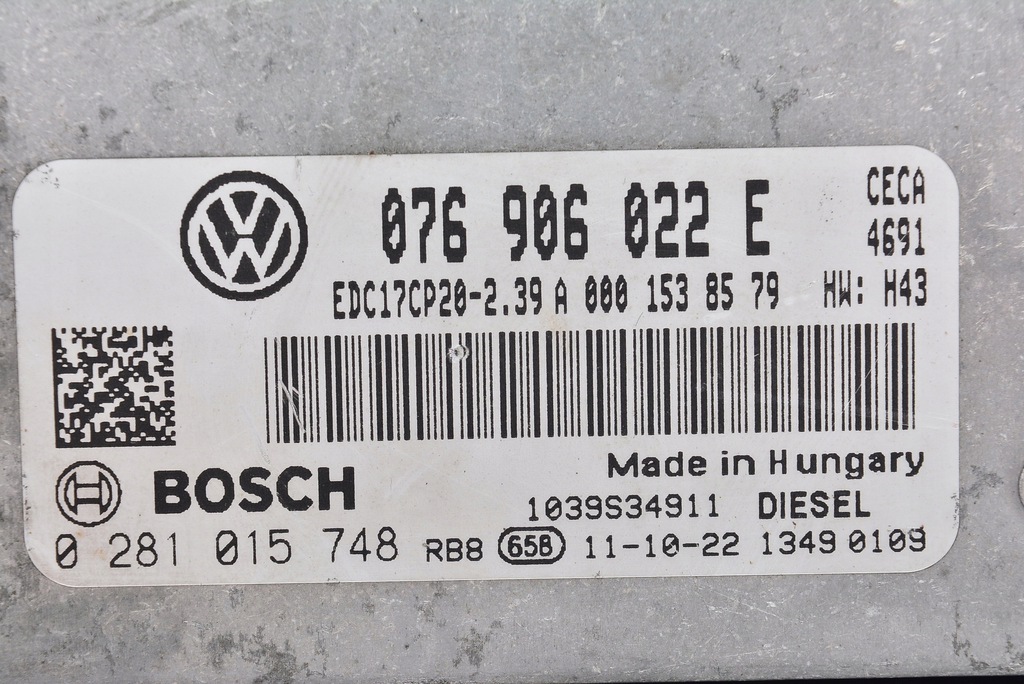 076 906 022 E CECA
4691
EDC17CP20-2.39 A 000 153 85 79 HW: H43
Made in Hungary
BOSCH
1039S34911 DIESEL
0 281 015 748 RB8 65B 11-10-22 1349 0109